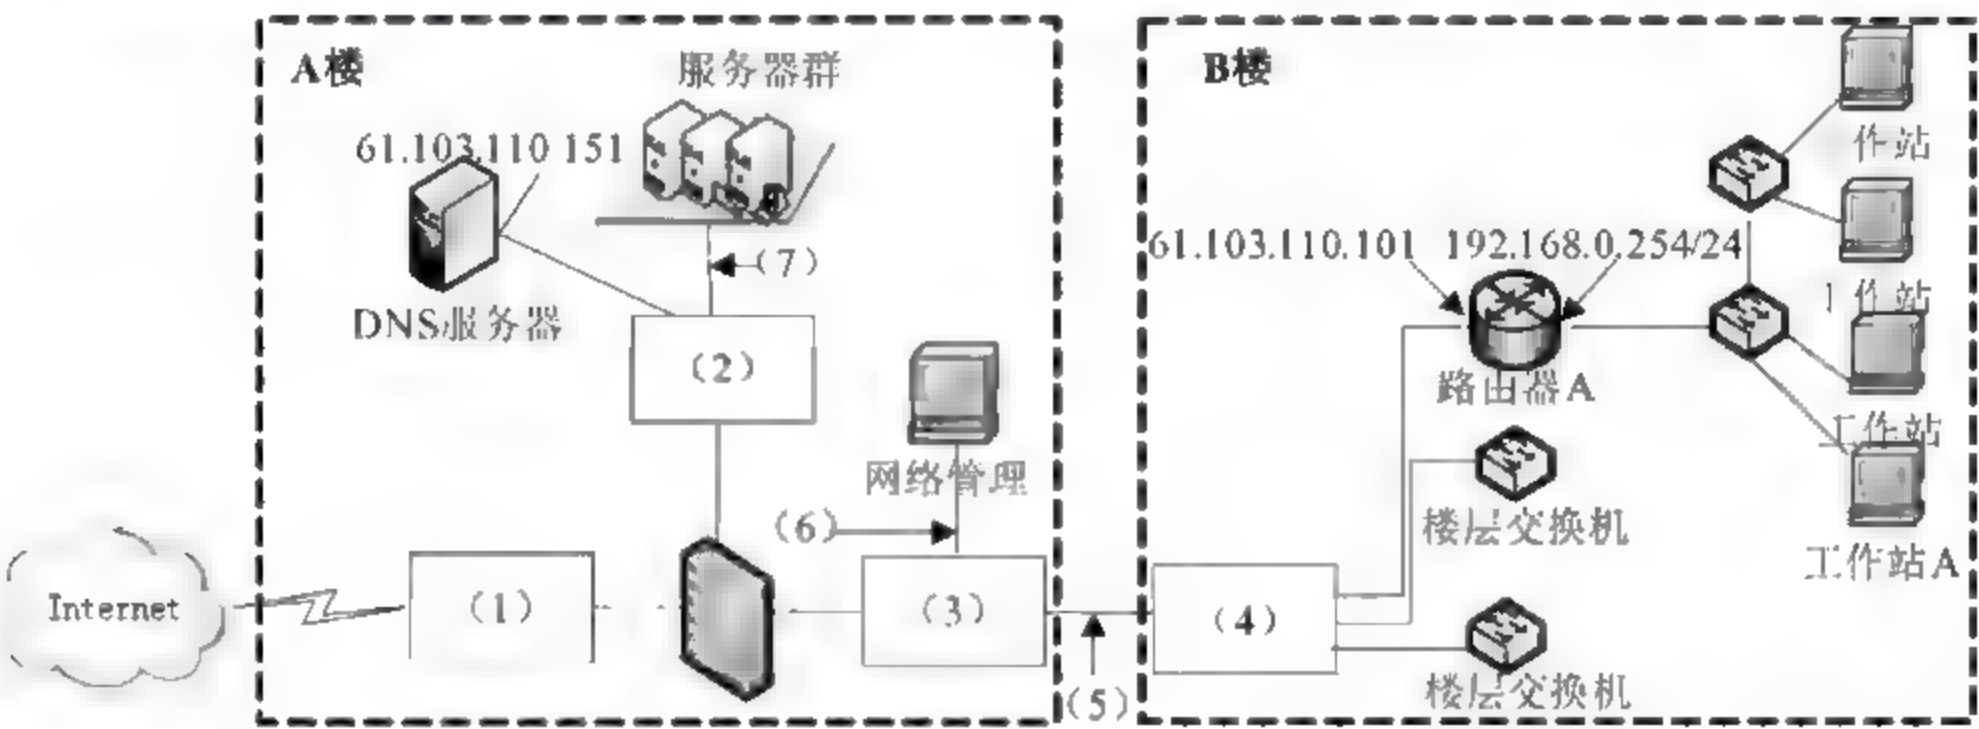 A楼
服务器群
61.103.110 151
(7)
DNS服务器
(2)
网络管理
(6)
Internet
(1)
(3)
(5)
B楼
作站
61.103.110.101 192.168.0.254/24
工作站
路由器A
工作站
楼层交换机
工作站A
(4)
楼层交换机